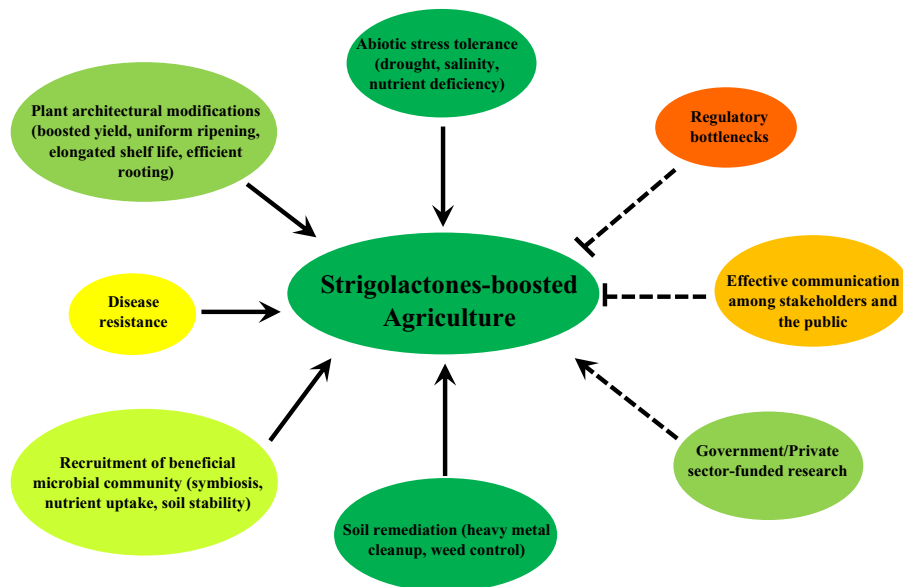 Abiotic stress tolerance
(drought, salinity,
nutrient deficiency)
Plant architectural modifications
(boosted yield, uniform ripening,
elongated shelf life, efficient
rooting)
Regulatory
bottlenecks
Strigolactones-boosted
Agriculture
Disease
resistance
Effective communication
among stakeholders and
the public
Recruitment of beneficial
microbial community (symbiosis,
nutrient uptake, soil stability)
Government/Private
sector-funded research
Soil remediation (heavy metal
cleanup, weed control)